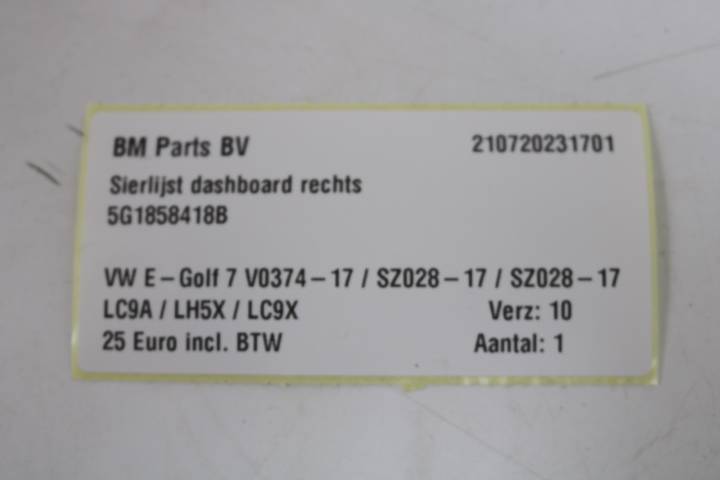 BM Parts BV 210720231701
Sierlijst dashboard rechts
5G1858418B
VW E-Golf 7 V0374-17 / SZ028-17 / SZ028-17
LC9A / LH5X / LC9X Verz: 10
25 Euro incl. BTW Aantal: 1